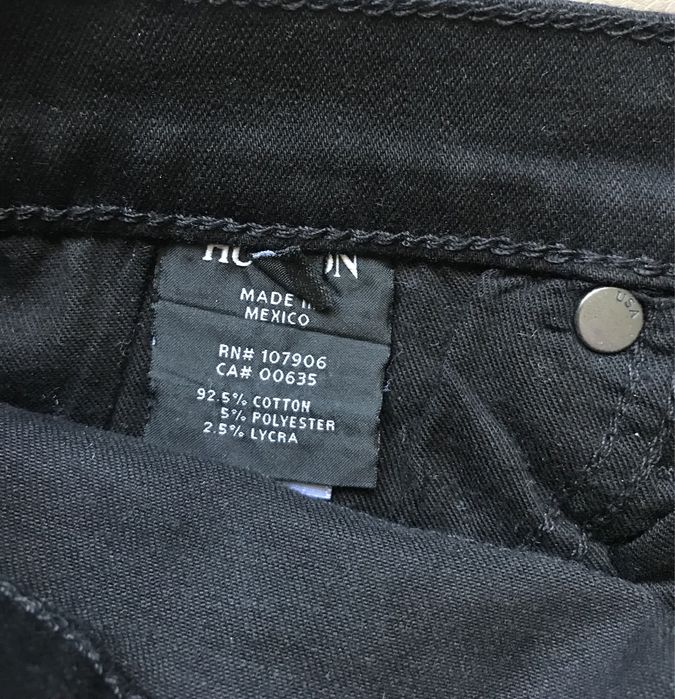 MADE
MEXICO
RN# 107906
CA# 00635
92.5% COTTON
5% POLYESTER
2.5% LYCRA
USA